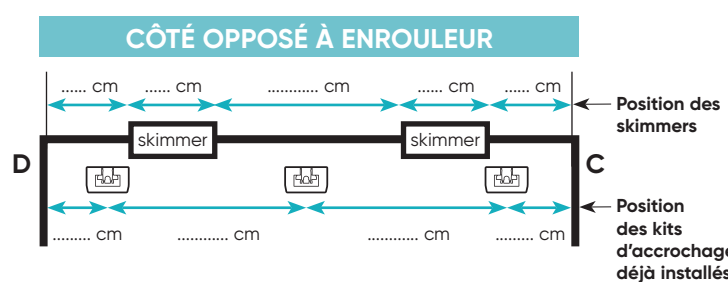 CÔTÉ OPPOSÉ À ENROULEUR
...... cm ...... cm ............ cm ...... cm ...... cm
Position des
skimmers
skimmer skimmer
D C
Position
des kits
d'accrochage
déjà installés
......... cm ............ cm ............ cm ......... cm